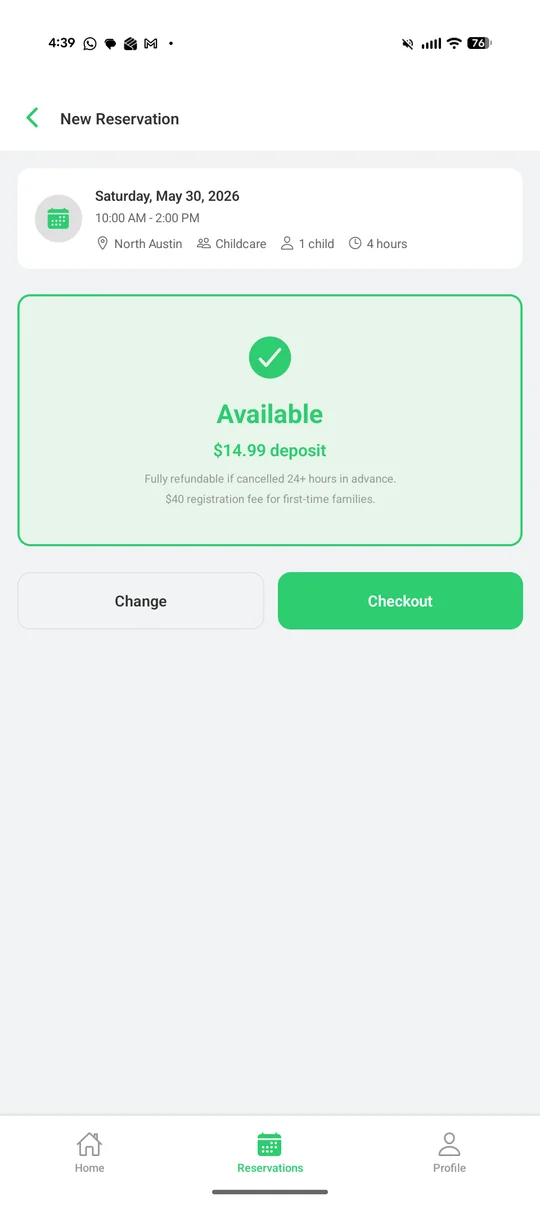 4:39
76
New Reservation
Saturday, May 30, 2026
10:00 AM - 2:00 PM
North Austin Childcare 1 child 4 hours
Available
$14.99 deposit
Fully refundable if cancelled 24+ hours in advance.
$40 registration fee for first-time families.
Change Checkout
Home Reservations Profile